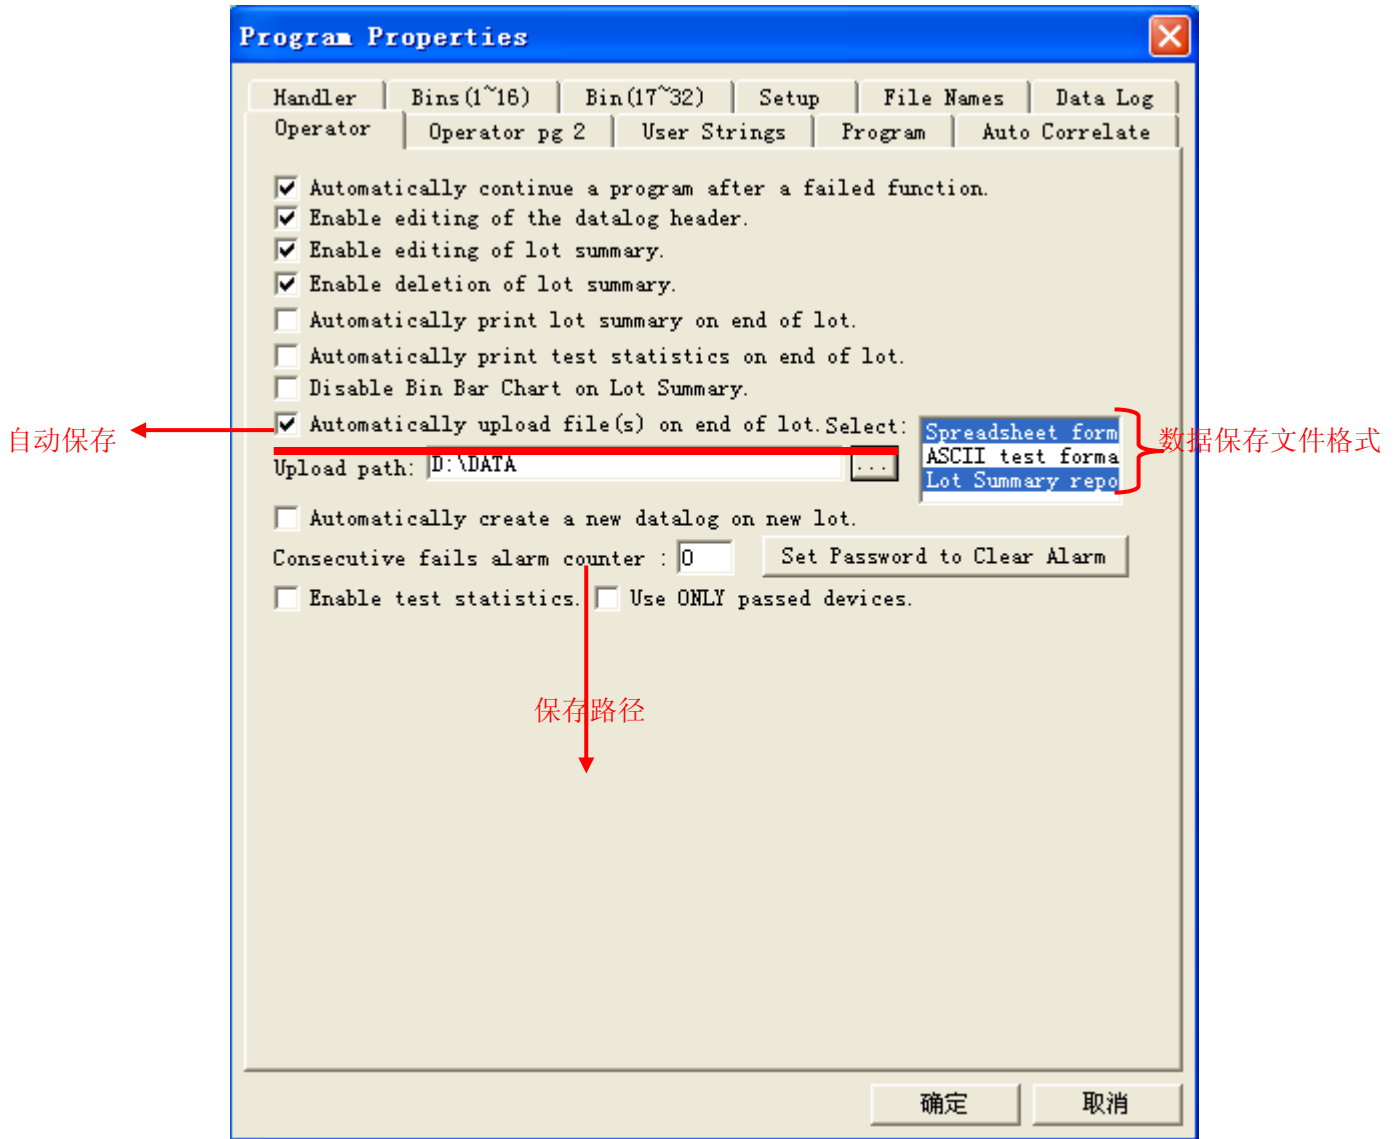 Program Properties
Handler Bins(1~16) Bin(17~32) Setup File Names Data Log
Operator Operator pg 2 User Strings Program Auto Correlate
Automatically continue a program after a failed function.
Enable editing of the datalog header.
Enable editing of lot summary.
Enable deletion of lot summary.
Automatically print lot summary on end of lot.
Automatically print test statistics on end of lot.
Disable Bin Bar Chart on Lot Summary.
自动保存
Automatically upload file(s) on end of lot. Select:
Spreadsheet form
ASCII test forma
Lot Summary repo
数据保存文件格式
Upload path: D:\DATA ...
Automatically create a new datalog on new lot.
Consecutive fails alarm counter : 0 Set Password to Clear Alarm
Enable test statistics. Use ONLY passed devices.
保存路径
确定 取消